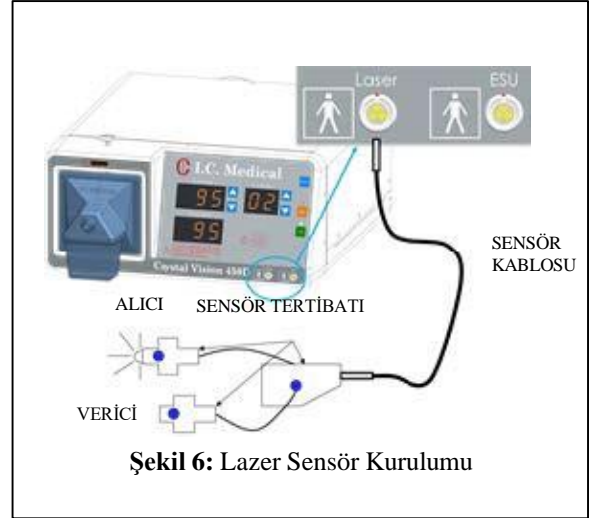 Laser ESU
I.C. Medical
95 02
95
Crystal Vision 450D
SENSÖR
KABLOSU
ALICI SENSÖR TERTİBATI
VERİCİ
Şekil 6: Lazer Sensör Kurulumu